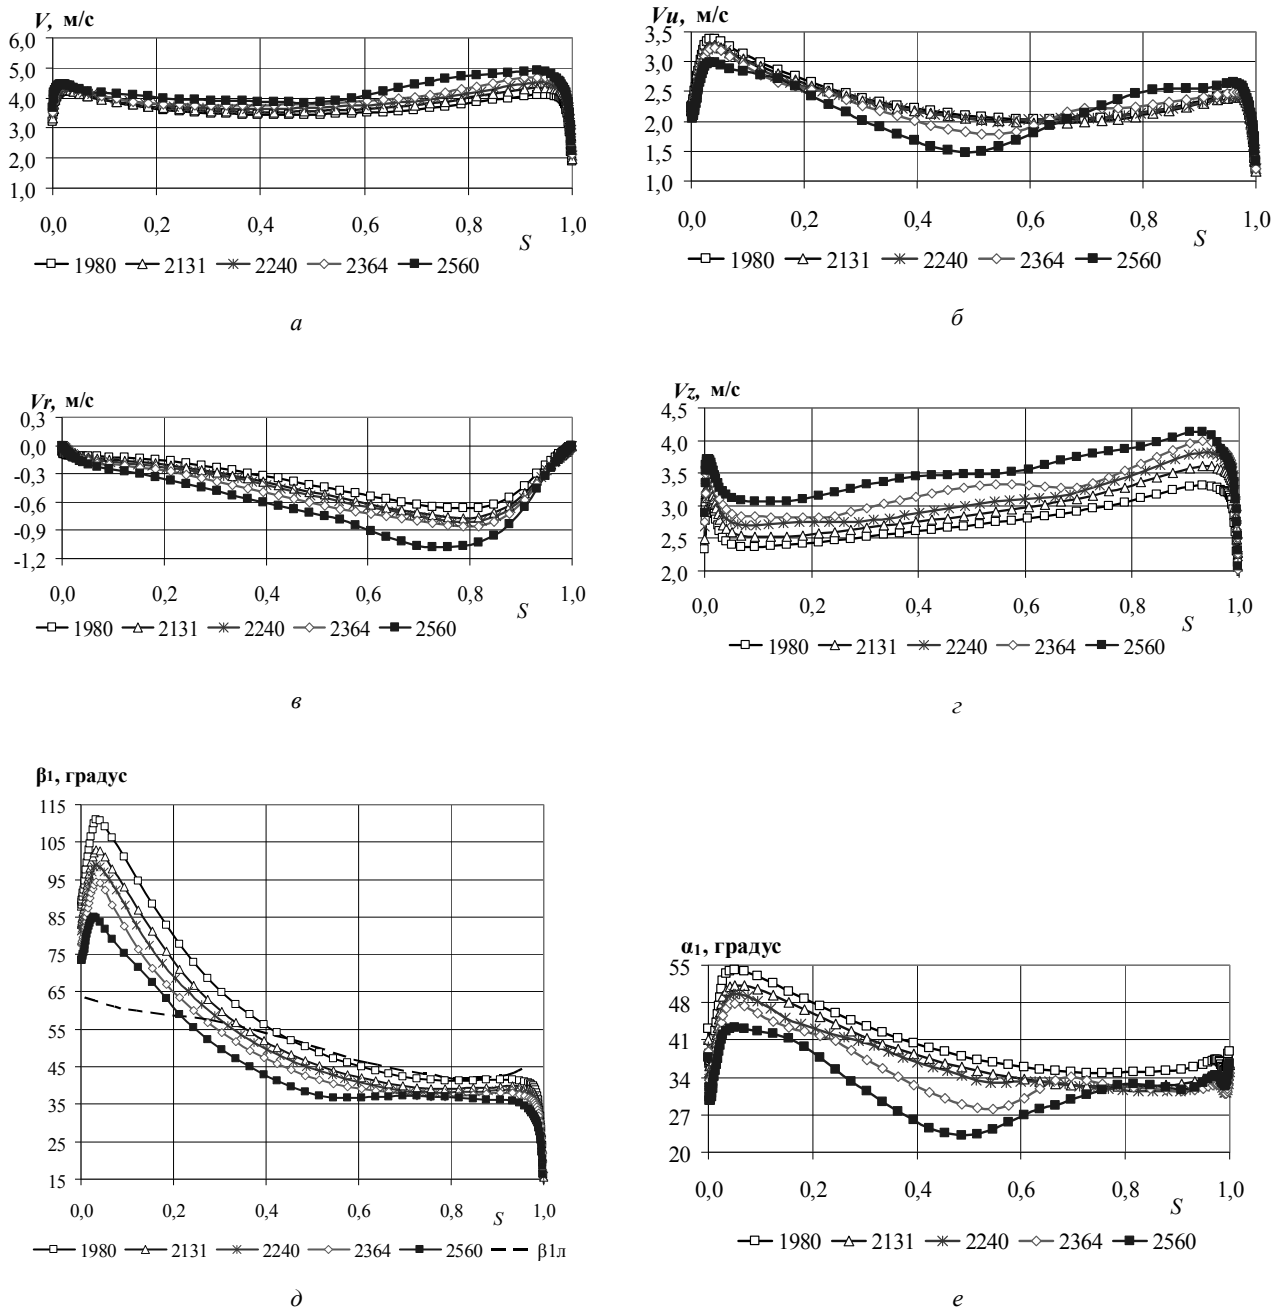 V, м/с
6,0
5,0
4,0
3,0
2,0
1,0
0,0 0,2 0,4 0,6 0,8 1,0
S
1980 2131 2240 2364 2560
а
Vu, м/с
3,5
3,0
2,5
2,0
1,5
1,0
0,0 0,2 0,4 0,6 0,8 1,0
S
1980 2131 2240 2364 2560
б
Vr, м/с
0,3
0,0
-0,3
-0,6
-0,9
-1,2
0,0 0,2 0,4 0,6 0,8 1,0
S
1980 2131 2240 2364 2560
в
Vz, м/с
4,5
4,0
3,5
3,0
2,5
2,0
0,0 0,2 0,4 0,6 0,8 1,0
S
1980 2131 2240 2364 2560
г
β1, градус
115
105
95
85
75
65
55
45
35
25
15
0,0 0,2 0,4 0,6 0,8 1,0
S
1980 2131 2240 2364 2560 β1л
д
α1, градус
55
48
41
34
27
20
0,0 0,2 0,4 0,6 0,8 1,0
S
1980 2131 2240 2364 2560
е